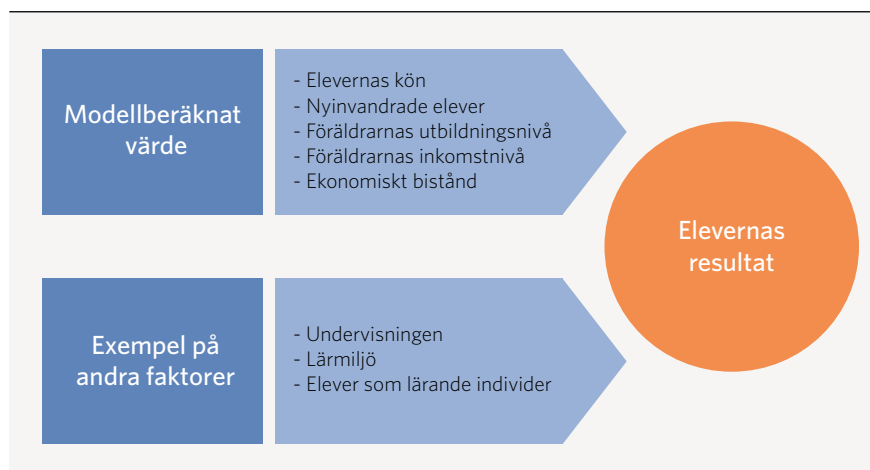 Modellberäknat
värde
- Elevernas kön
- Nyinvandrade elever
- Föräldrarnas utbildningsnivå
- Föräldrarnas inkomstnivå
- Ekonomiskt bistånd
Elevernas
resultat
Exempel på
andra faktorer
- Undervisningen
- Lärmiljö
- Elever som lärande individer